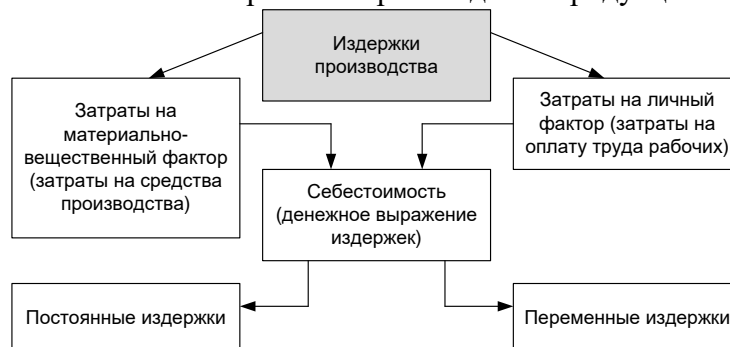 Издержки
производства
Затраты на
материально-
вещественный фактор
(затраты на средства
производства)
Затраты на личный
фактор (затраты на
оплату труда рабочих)
Себестоимость
(денежное выражение
издержек)
Постоянные издержки
Переменные издержки